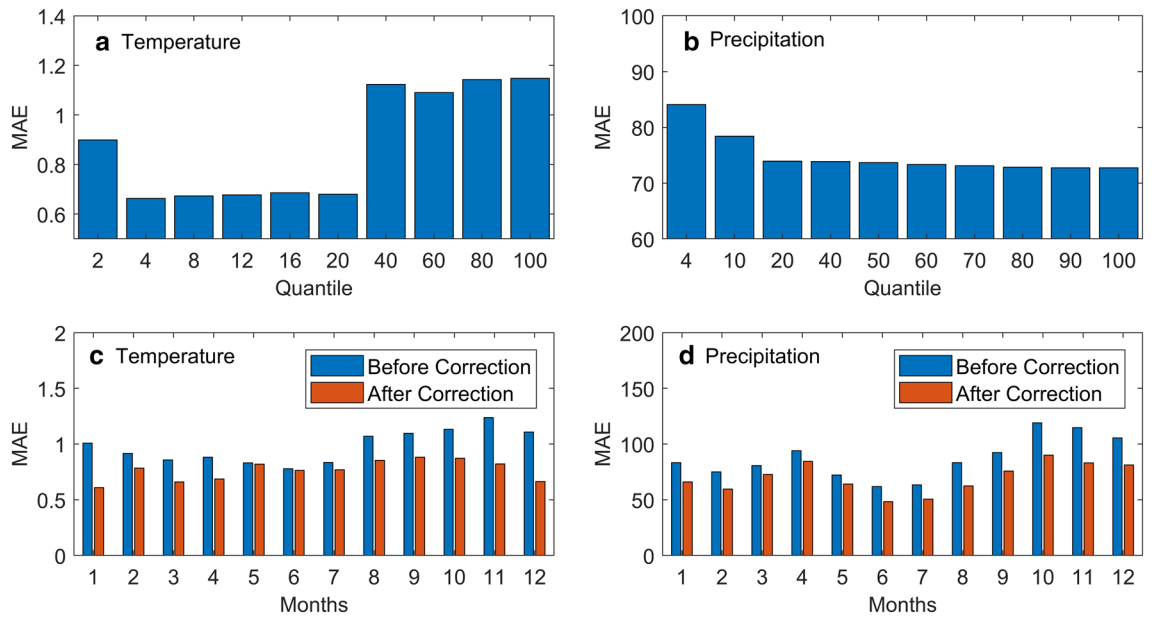 a Temperature
MAE
1.4
1.2
1
0.8
0.6
2 4 8 12 16 20 40 60 80 100
Quantile
b Precipitation
MAE
100
90
80
70
60
4 10 20 40 50 60 70 80 90 100
Quantile
c Temperature
Before Correction
After Correction
MAE
2
1.5
1
0.5
0
1 2 3 4 5 6 7 8 9 10 11 12
Months
d Precipitation
Before Correction
After Correction
MAE
200
150
100
50
0
1 2 3 4 5 6 7 8 9 10 11 12
Months